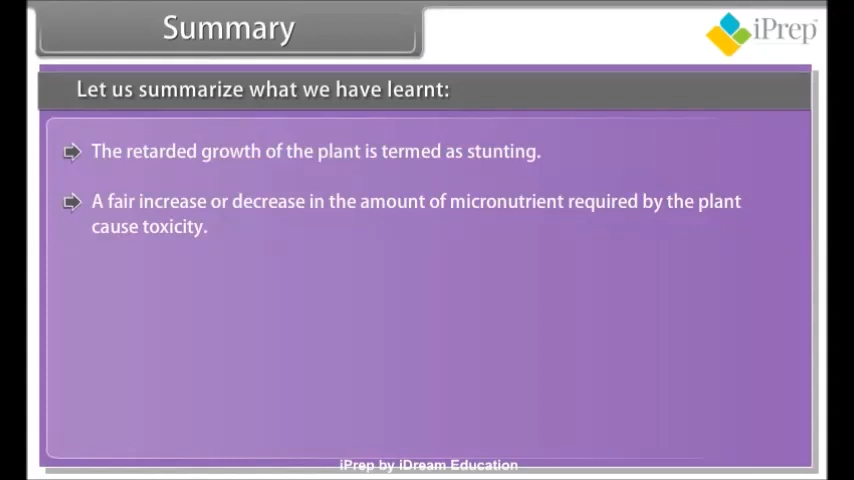 Summary
iPrep™
Let us summarize what we have learnt:
The retarded growth of the plant is termed as stunting.
A fair increase or decrease in the amount of micronutrient required by the plant
cause toxicity.
iPrep by iDream Education